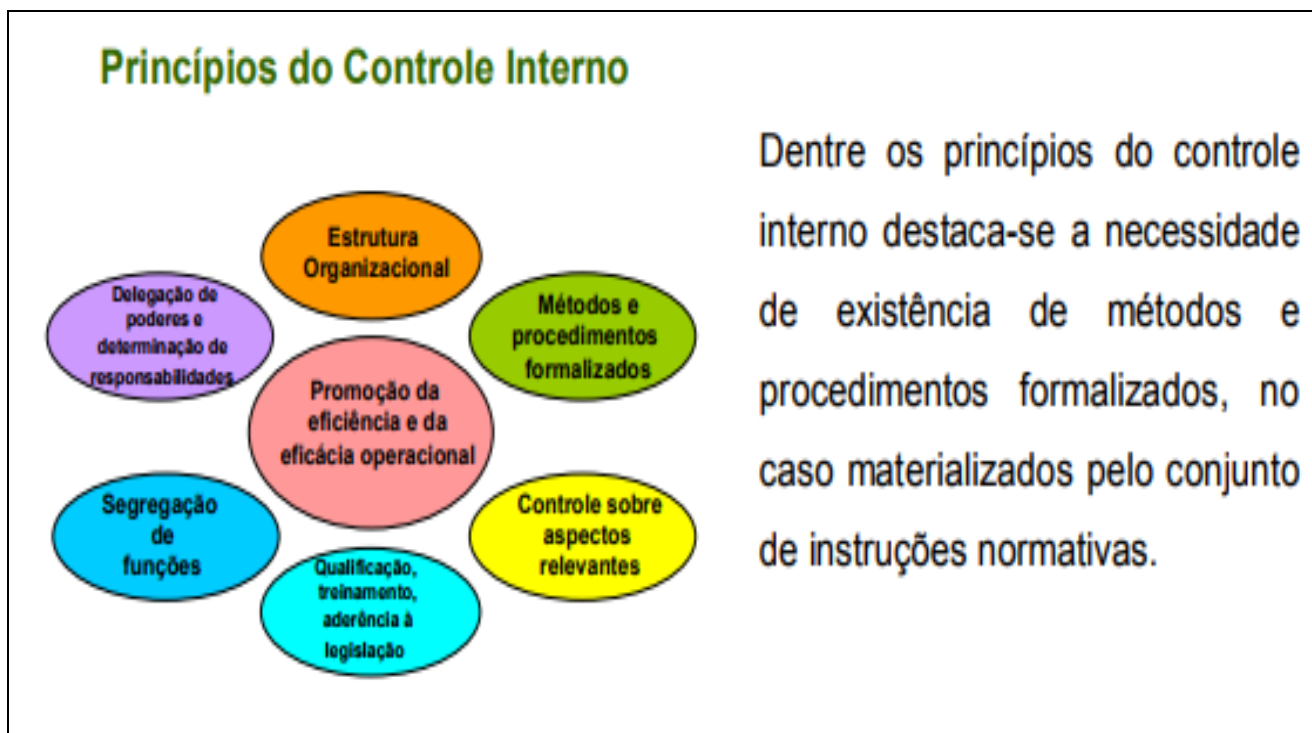 Princípios do Controle Interno
Estrutura
Organizacional
Delegação de
poderes e
determinação de
responsabilidades
Métodos e
procedimentos
formalizados
Promoção da
eficiência e da
eficácia operacional
Segregação
de
funções
Controle sobre
aspectos
relevantes
Qualificação,
treinamento,
aderência à
legislação
Dentre os princípios do controle
interno destaca-se a necessidade
de existência de métodos e
procedimentos formalizados, no
caso materializados pelo conjunto
de instruções normativas.